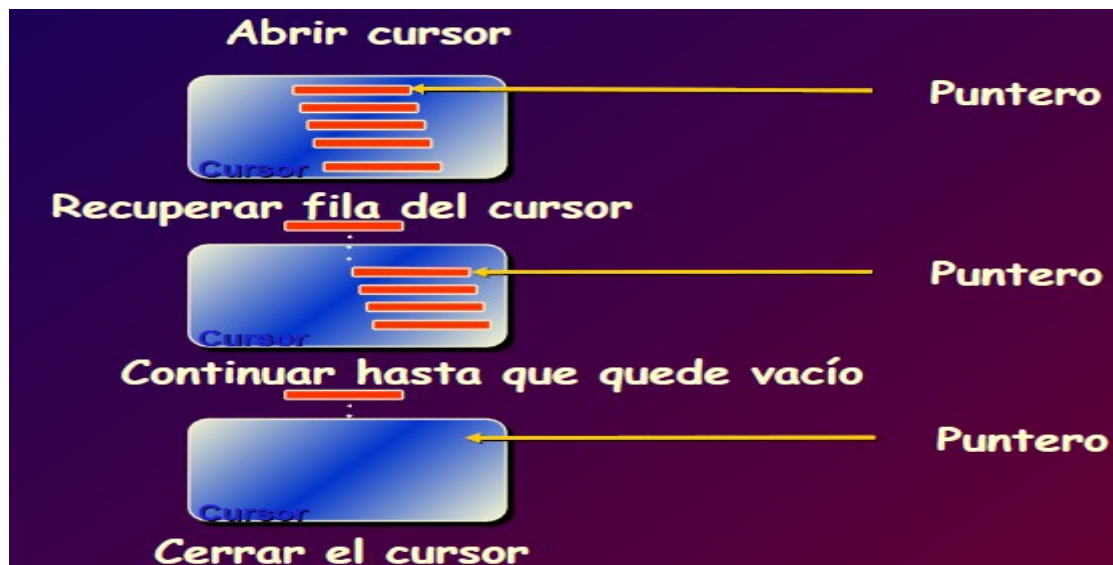 Abrir cursor
Puntero
Cursor
Recuperar fila del cursor
Puntero
Cursor
Continuar hasta que quede vacío
Puntero
Cursor
Cerrar el cursor